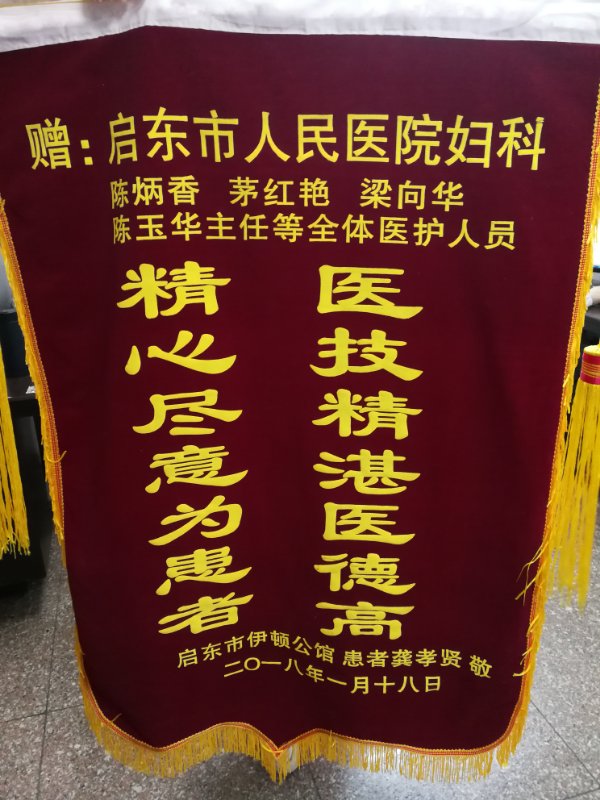 赠：启东市人民医院妇科
陈炳香 茅红艳 梁向华
陈玉华主任等全体医护人员
医技精湛医德高
精心尽意为患者
启东市伊顿公馆 患者龚孝贤 敬
二〇一八年一月十八日